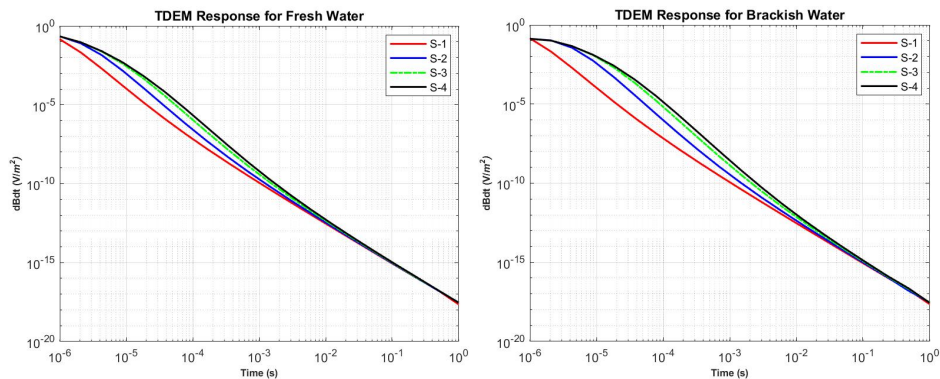 TDEM Response for Fresh Water
10^0
10^-5
10^-10
10^-15
10^-20
dBdt (V/m^2)
10^-6 10^-5 10^-4 10^-3 10^-2 10^-1 10^0
Time (s)
S-1
S-2
S-3
S-4
TDEM Response for Brackish Water
10^0
10^-5
10^-10
10^-15
10^-20
dBdt (V/m^2)
10^-6 10^-5 10^-4 10^-3 10^-2 10^-1 10^0
Time (s)
S-1
S-2
S-3
S-4